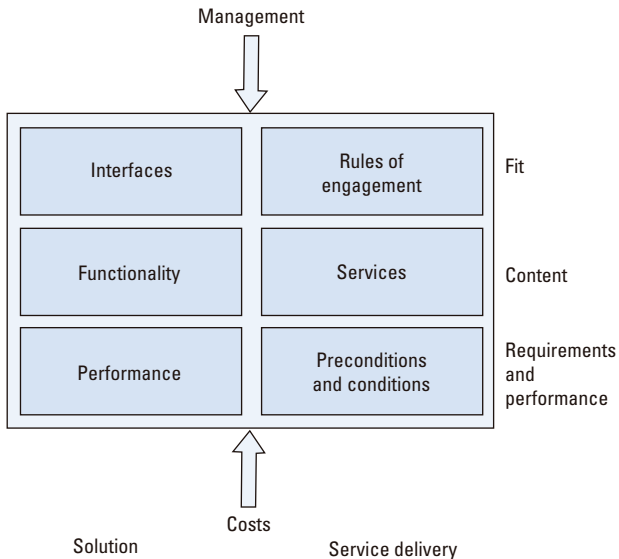 Management
Interfaces
Rules of
engagement
Fit
Functionality
Services
Content
Performance
Preconditions
and conditions
Requirements
and
performance
Costs
Solution
Service delivery